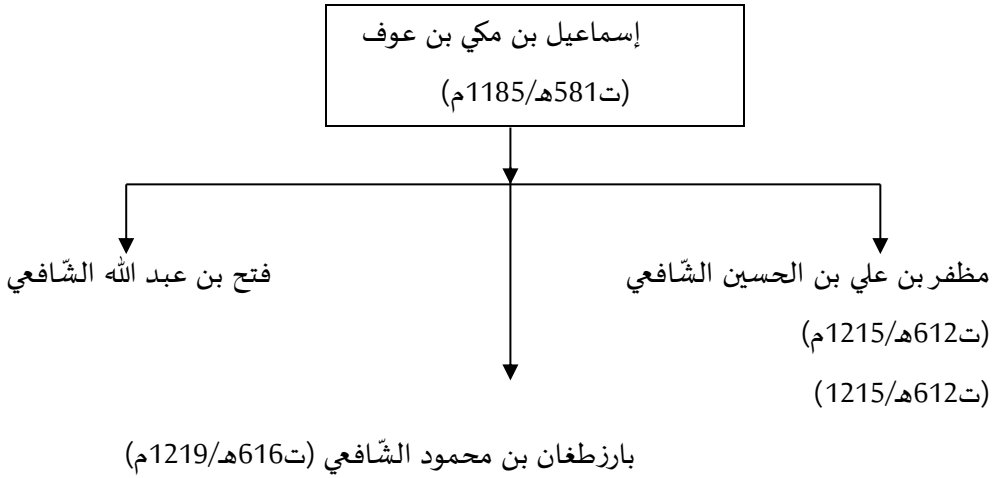 إسماعيل بن مكي بن عوف
(ت581هـ/1185م)
مظفر بن علي بن الحسين الشّافعي
(ت612هـ/1215م)
(ت612هـ/1215)
فتح بن عبد الله الشّافعي
بارزطغان بن محمود الشّافعي (ت616هـ/1219م)